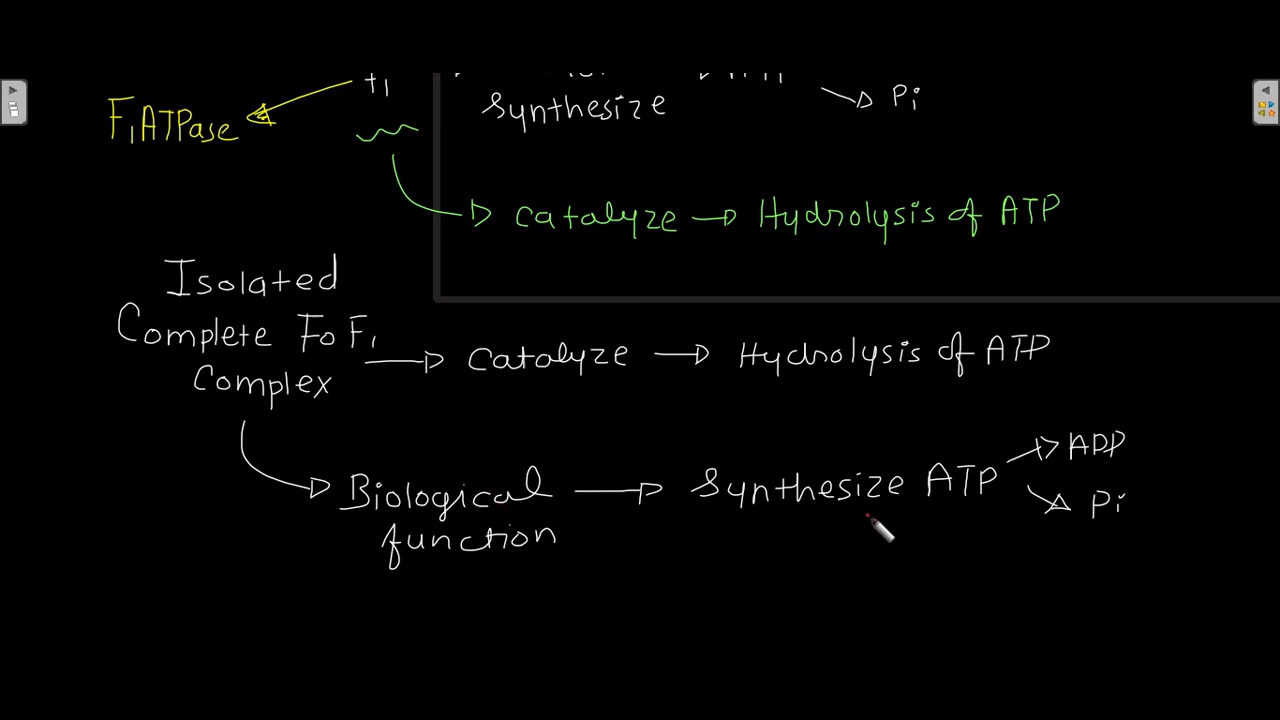 F1
Pi
Synthesize
F1ATPase
Catalyze → Hydrolysis of ATP
Isolated
Complete FoF1
Complex
Catalyze → Hydrolysis of ATP
ADP
Biological → Synthesize ATP
Pi
function